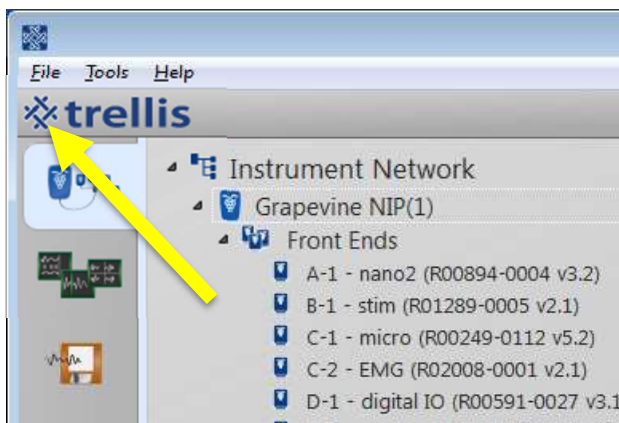 File Tools Help
trellis
Instrument Network
Grapevine NIP(1)
Front Ends
A-1 - nano2 (R00894-0004 v3.2)
B-1 - stim (R01289-0005 v2.1)
C-1 - micro (R00249-0112 v5.2)
C-2 - EMG (R02008-0001 v2.1)
D-1 - digital IO (R00591-0027 v3.1